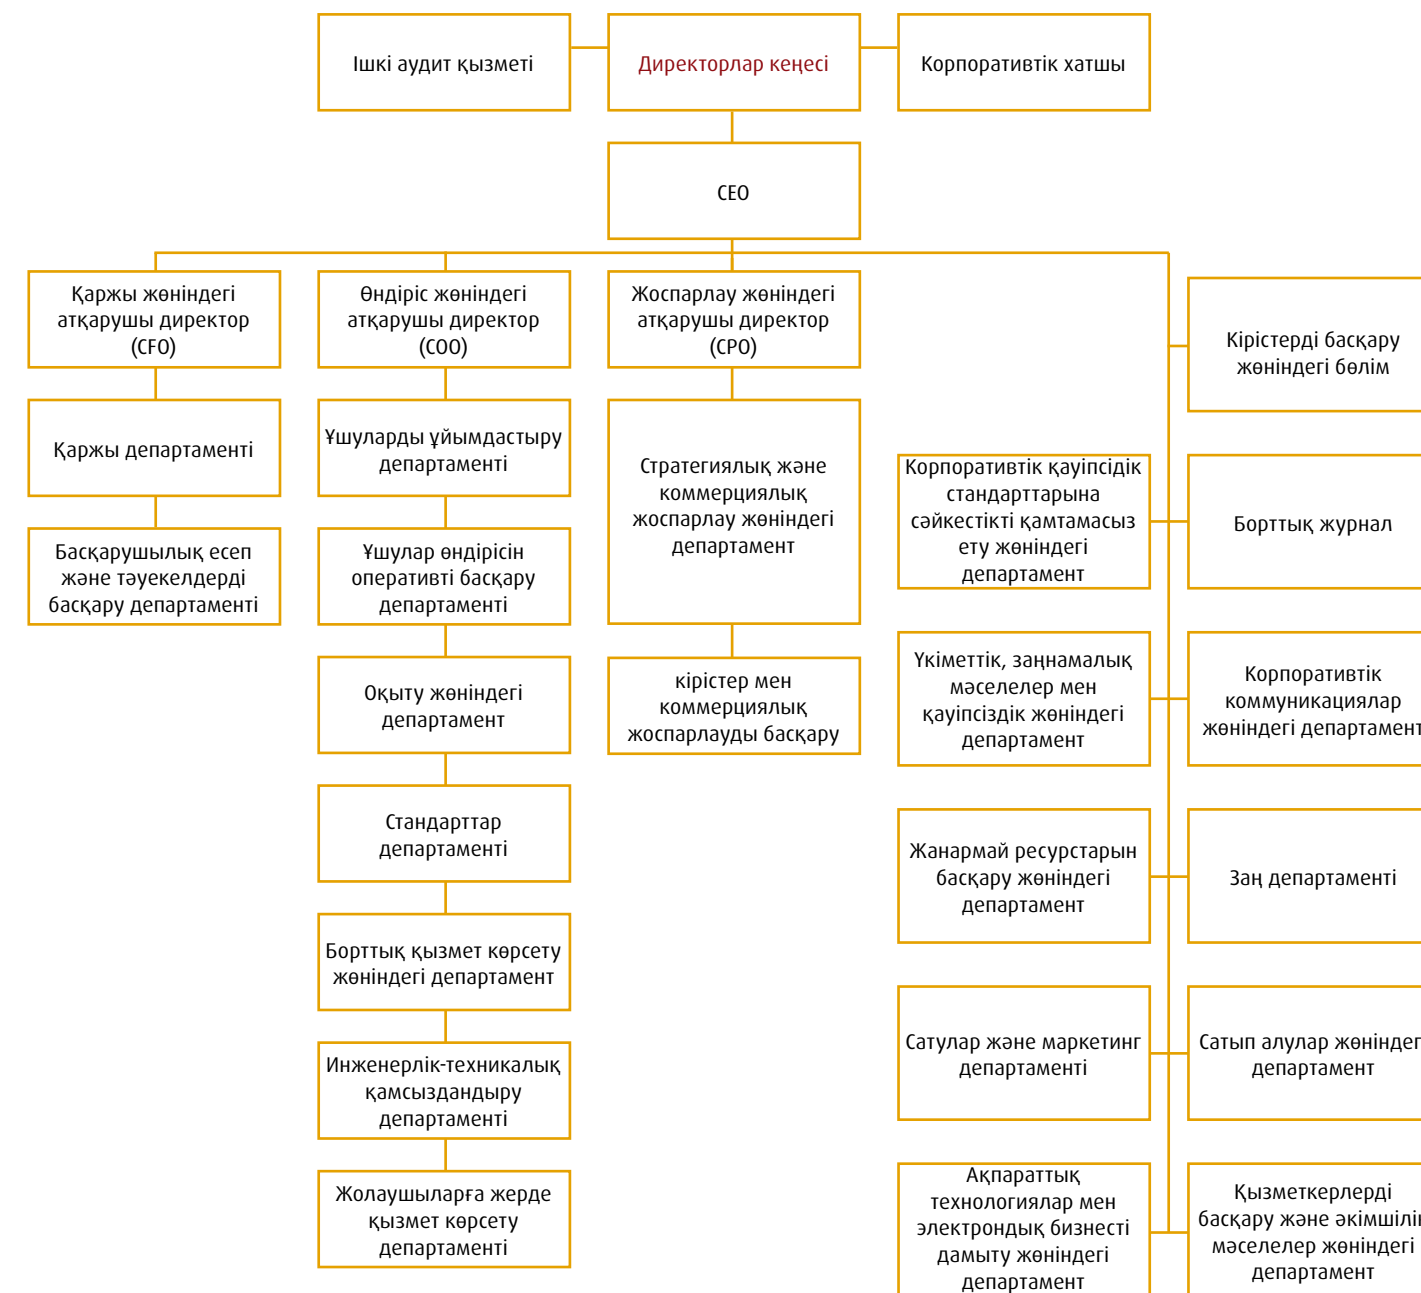 Ішкі аудит қызметі
Директорлар кеңесі
Корпоративтік хатшы
CEO
Қаржы жөніндегі
атқарушы директор
(CFO)
Өндіріс жөніндегі
атқарушы директор
(COO)
Жоспарлау жөніндегі
атқарушы директор
(CPO)
Кірістерді басқару
жөніндегі бөлім
Қаржы департаменті
Ұшуларды ұйымдастыру
департаменті
Стратегиялық және
коммерциялық
жоспарлау жөніндегі
департамент
Корпоративтік қауіпсідік
стандарттарына
сәйкестікті қамтамасыз
ету жөніндегі
департамент
Борттық журнал
Басқарушылық есеп
және тәуекелдерді
басқару департаменті
Ұшулар өндірісін
оперативті басқару
департаменті
Оқыту жөніндегі
департамент
кірістер мен
коммерциялық
жоспарлауды басқару
Үкіметтік, заңнамалық
мәселелер мен
қауіпсіздік жөніндегі
департамент
Корпоративтік
коммуникациялар
жөніндегі департамент
Стандарттар
департаменті
Жанармай ресурстарын
басқару жөніндегі
департамент
Заң департаменті
Борттық қызмет көрсету
жөніндегі департамент
Сатулар және маркетинг
департаменті
Сатып алулар
департамент
Инженерлік-техникалық
қамсыздандыру
департаменті
Жолаушыларға жерде
қызмет көрсету
департаменті
Ақпараттық
технологиялар мен
электрондық бизнесті
дамыту жөніндегі
департамент
Қызметкерлерді
басқару және
мәселелер жөніндегі
департамент